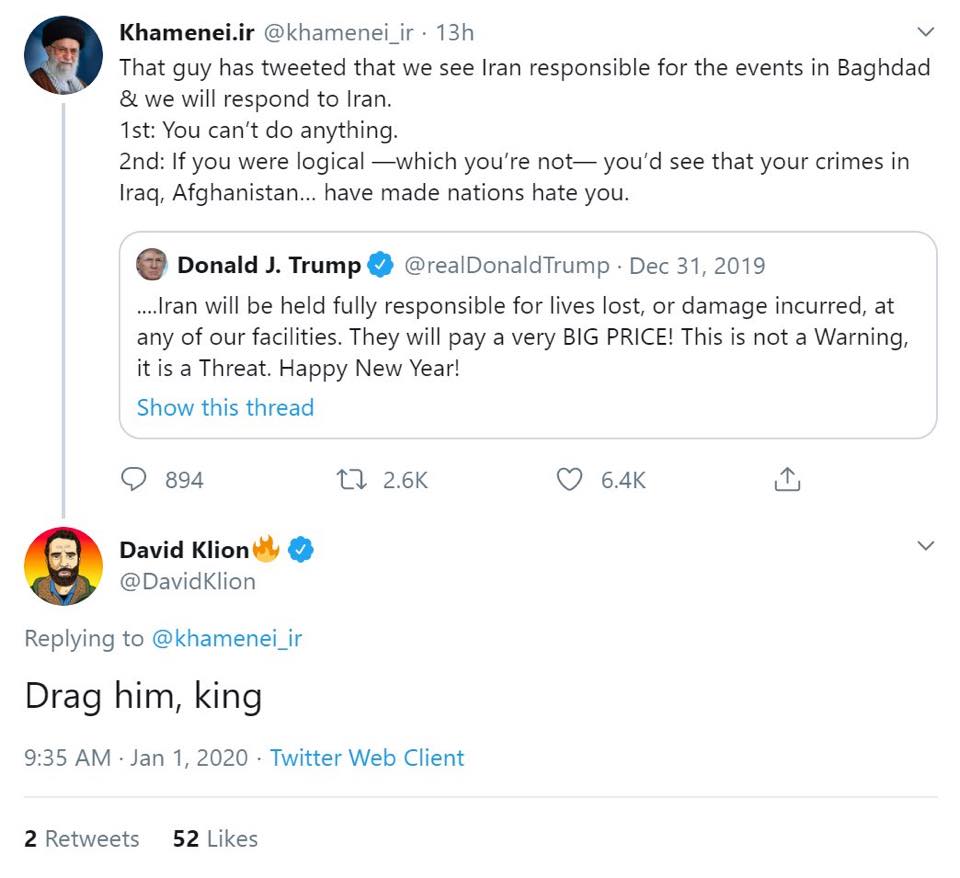 Khamenei.ir @khamenei_ir · 13h
That guy has tweeted that we see Iran responsible for the events in Baghdad
& we will respond to Iran.
1st: You can’t do anything.
2nd: If you were logical —which you’re not— you’d see that your crimes in
Iraq, Afghanistan... have made nations hate you.
Donald J. Trump @realDonaldTrump · Dec 31, 2019
....Iran will be held fully responsible for lives lost, or damage incurred, at
any of our facilities. They will pay a very BIG PRICE! This is not a Warning,
it is a Threat. Happy New Year!
Show this thread
894 2.6K 6.4K
David Klion🔥
@DavidKlion
Replying to @khamenei_ir
Drag him, king
9:35 AM · Jan 1, 2020 · Twitter Web Client
2 Retweets 52 Likes